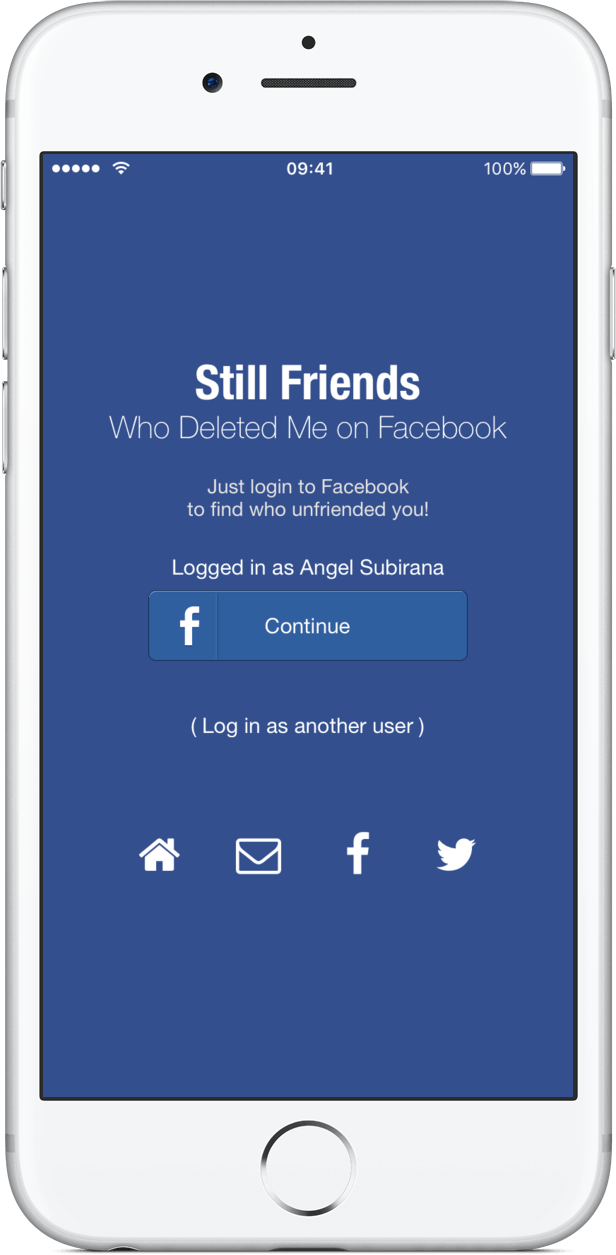 09:41
100%
Still Friends
Who Deleted Me on Facebook
Just login to Facebook
to find who unfriended you!
Logged in as Angel Subirana
Continue
( Log in as another user )